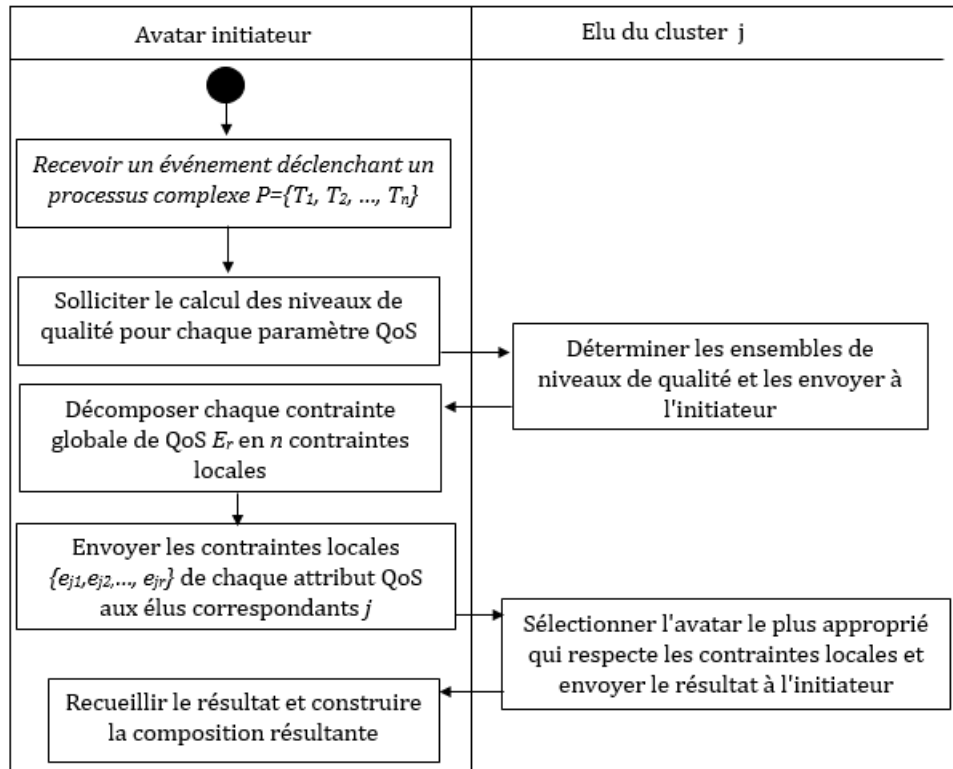 Avatar initiateur
Elu du cluster j
Recevoir un événement déclenchant un
processus complexe P={T₁, T₂, ..., Tₙ}
Solliciter le calcul des niveaux de
qualité pour chaque paramètre QoS
Déterminer les ensembles de
niveaux de qualité et les envoyer à
l'initiateur
Décomposer chaque contrainte
globale de QoS Eᵣ en n contraintes
locales
Envoyer les contraintes locales
{eⱼ₁,eⱼ₂,..., eⱼᵣ} de chaque attribut QoS
aux élus correspondants j
Sélectionner l'avatar le plus approprié
qui respecte les contraintes locales et
envoyer le résultat à l'initiateur
Recueillir le résultat et construire
la composition résultante